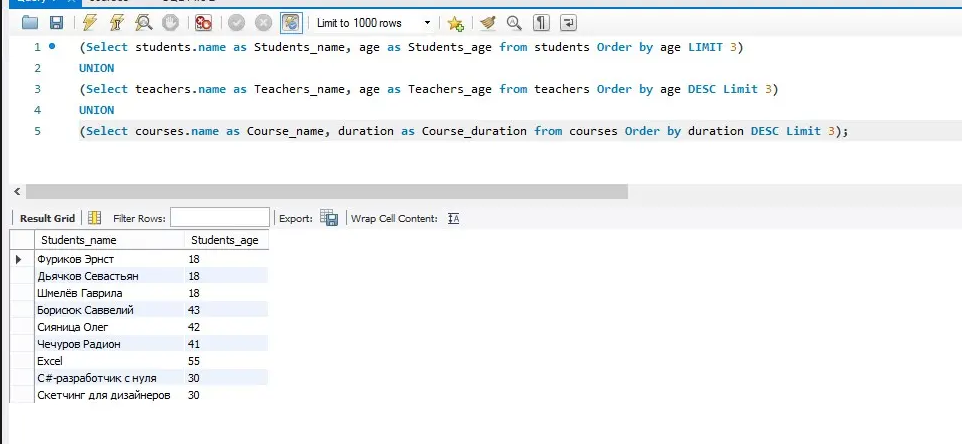 Limit to 1000 rows
1 (Select students.name as Students_name, age as Students_age from students Order by age LIMIT 3)
2 UNION
3 (Select teachers.name as Teachers_name, age as Teachers_age from teachers Order by age DESC Limit 3)
4 UNION
5 (Select courses.name as Course_name, duration as Course_duration from courses Order by duration DESC Limit 3);
Result Grid Filter Rows: Export: Wrap Cell Content:
Students_name Students_age
Фуриков Эрнст 18
Дьячков Севастьян 18
Шмелёв Гаврила 18
Борисюк Саввелий 43
Сияница Олег 42
Чечуров Радион 41
Excel 55
C#-разработчик с нуля 30
Скетчинг для дизайнеров 30